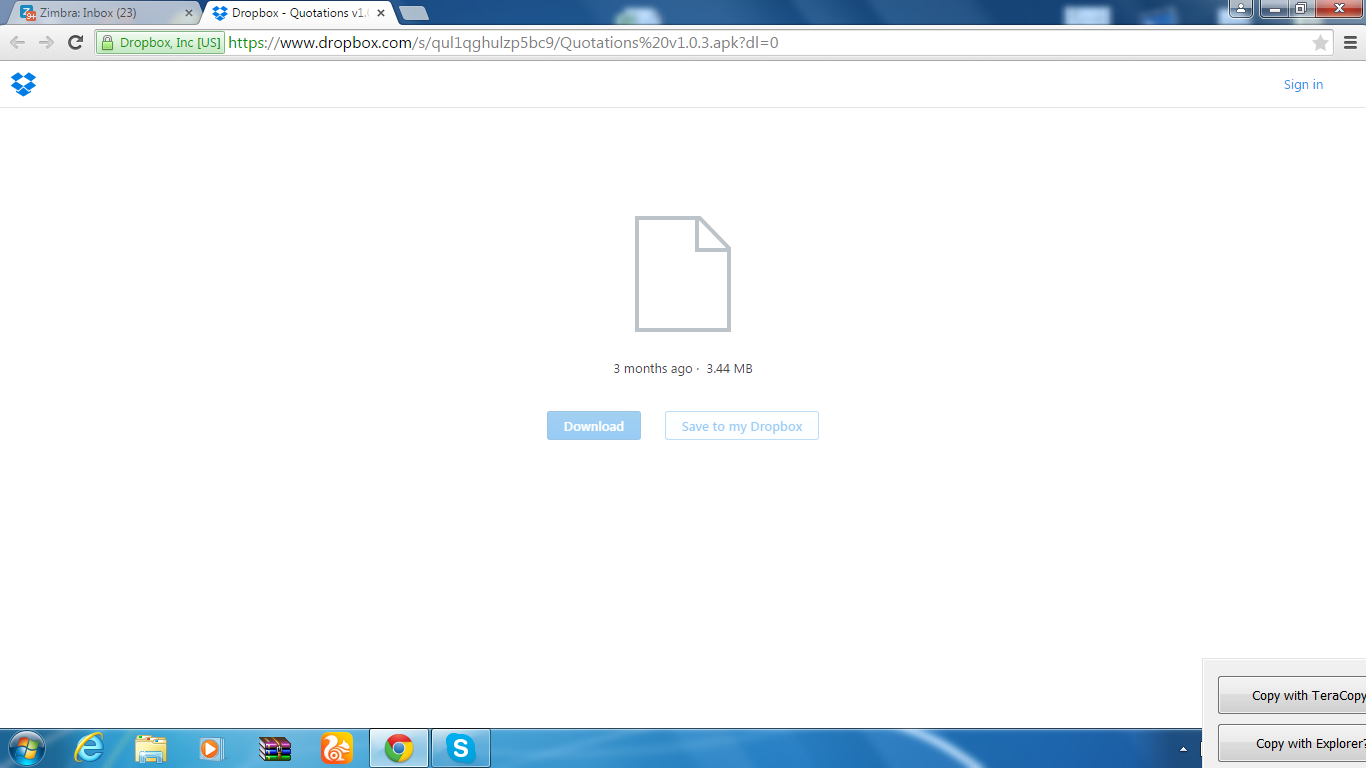 Zimbra: Inbox (23)
Dropbox - Quotations v1.0
Dropbox, Inc [US]
https://www.dropbox.com/s/qul1qghulzp5bc9/Quotations%20v1.0.3.apk?dl=0
Sign in
3 months ago · 3.44 MB
Download
Save to my Dropbox
Copy with TeraCopy
Copy with Explorer?